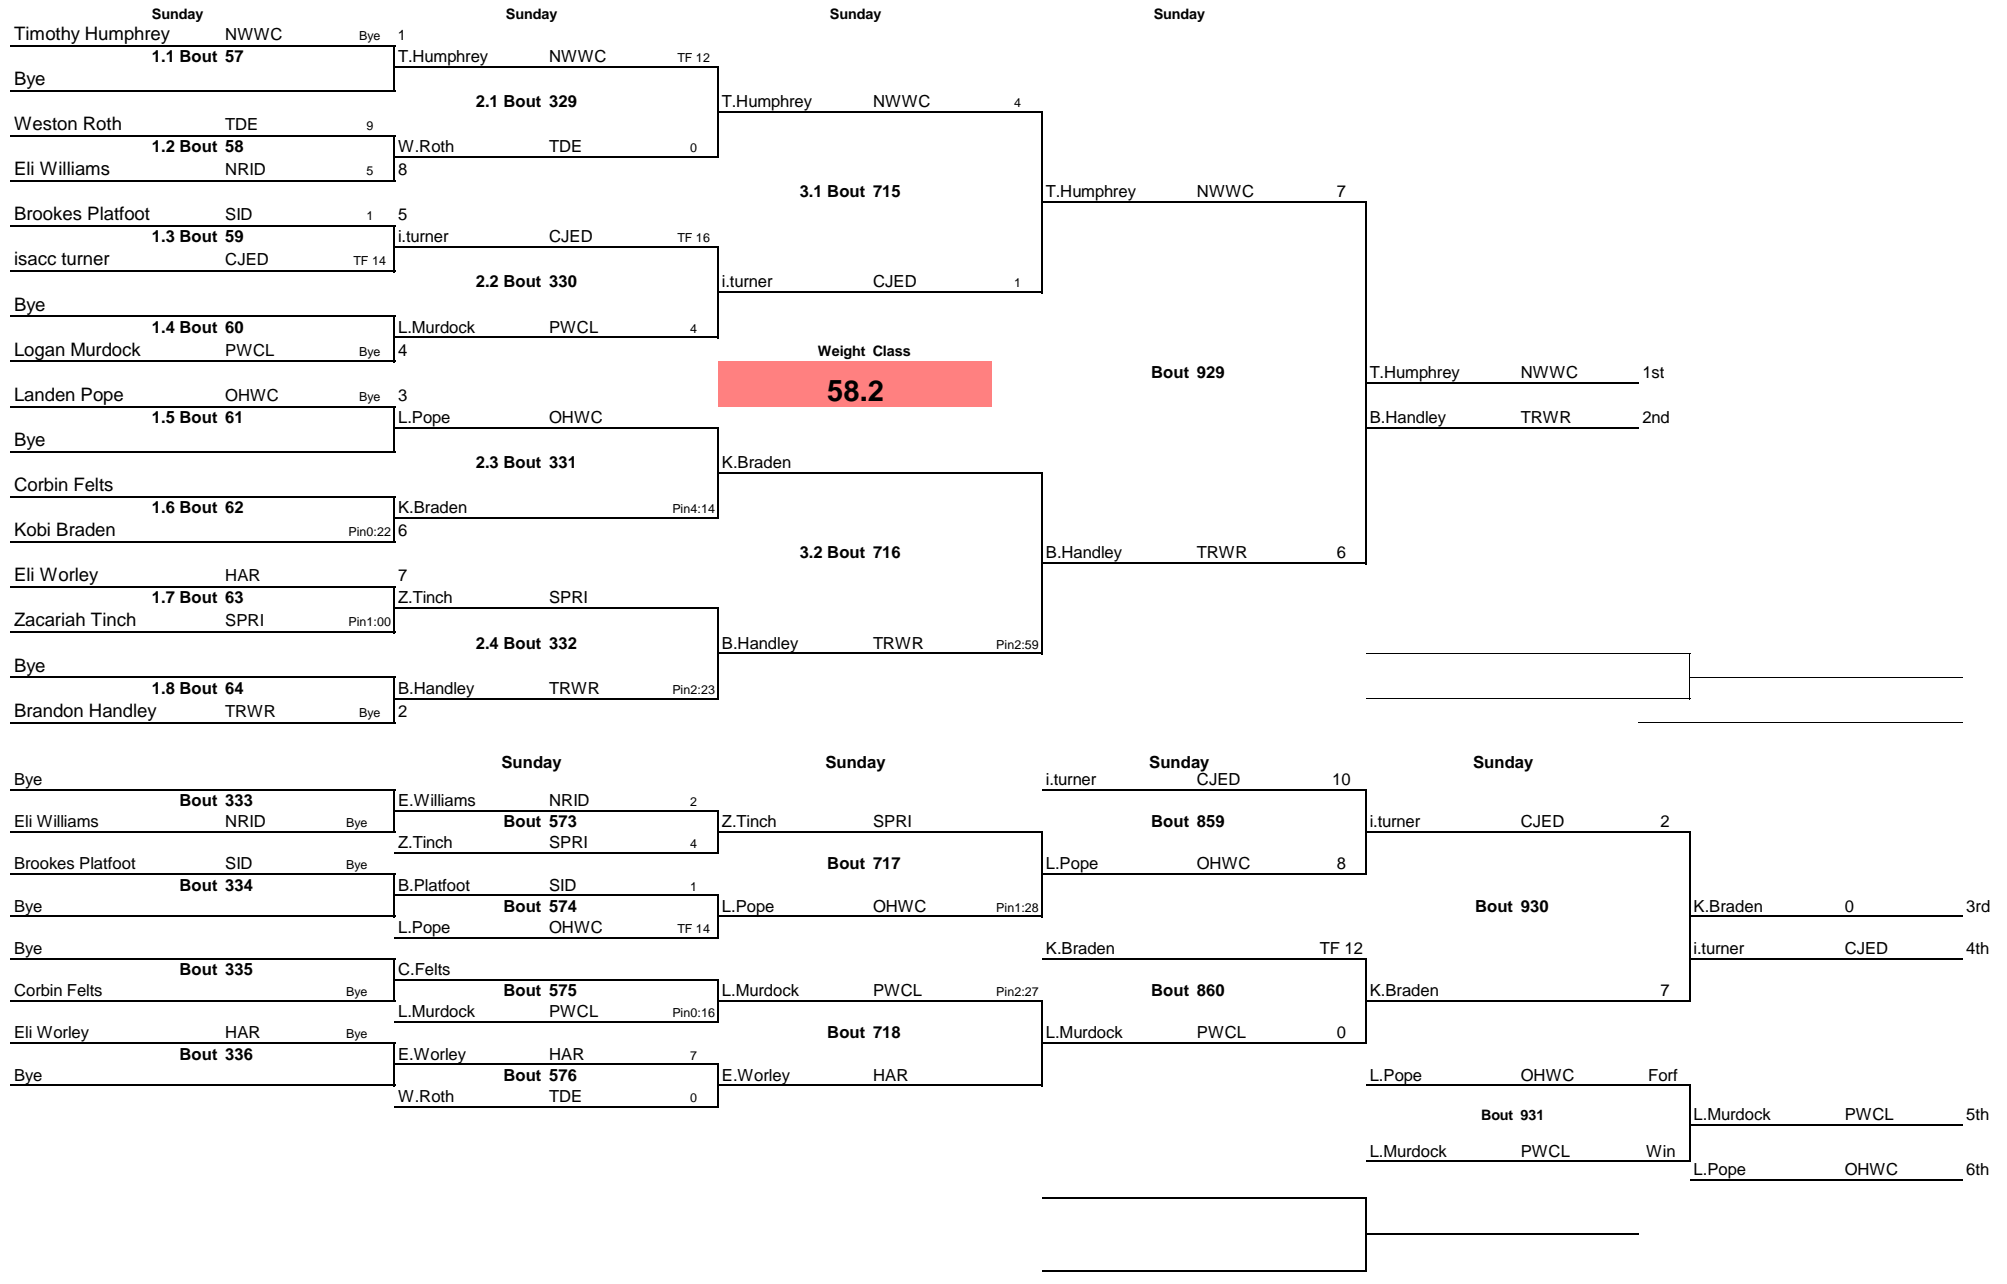 Sunday Sunday Sunday Sunday
Timothy Humphrey NWWC Bye 1
1.1 Bout 57 T.Humphrey NWWC TF 12
Bye
2.1 Bout 329 T.Humphrey NWWC 4
Weston Roth TDE 9
1.2 Bout 58 W.Roth TDE 0
Eli Williams NRID 5 8
3.1 Bout 715 T.Humphrey NWWC 7
Brookes Platfoot SID 1 5
1.3 Bout 59 i.turner CJED TF 16
isacc turner CJED TF 14
2.2 Bout 330 i.turner CJED 1
Bye
1.4 Bout 60 L.Murdock PWCL 4
Logan Murdock PWCL Bye 4 Weight Class
Bout 929 T.Humphrey NWWC 1st
58.2
Landen Pope OHWC Bye 3
1.5 Bout 61 L.Pope OHWC B.Handley TRWR 2nd
Bye
2.3 Bout 331 K.Braden
Corbin Felts
1.6 Bout 62 K.Braden Pin4:14
Kobi Braden Pin0:22 6
3.2 Bout 716 B.Handley TRWR 6
Eli Worley HAR 7
1.7 Bout 63 Z.Tinch SPRI
Zacariah Tinch SPRI Pin1:00
2.4 Bout 332 B.Handley TRWR Pin2:59
Bye
1.8 Bout 64 B.Handley TRWR Pin2:23
Brandon Handley TRWR Bye 2
Sunday Sunday Sunday Sunday
Bye i.turner CJED 10
Bout 333 E.Williams NRID 2
Eli Williams NRID Bye Bout 573 Z.Tinch SPRI Bout 859 i.turner CJED 2
Z.Tinch SPRI 4
Brookes Platfoot SID Bye Bout 717 L.Pope OHWC 8
Bout 334 B.Platfoot SID 1
Bye Bout 574 L.Pope OHWC Pin1:28 Bout 930 K.Braden 0 3rd
L.Pope OHWC TF 14
Bye K.Braden TF 12 i.turner CJED 4th
Bout 335 C.Felts
Corbin Felts Bye Bout 575 L.Murdock PWCL Pin2:27 Bout 860 K.Braden 7
L.Murdock PWCL Pin0:16
Eli Worley HAR Bye Bout 718 L.Murdock PWCL 0
Bout 336 E.Worley HAR 7
Bye Bout 576 E.Worley HAR L.Pope OHWC Forf
W.Roth TDE 0
Bout 931 L.Murdock PWCL 5th
L.Murdock PWCL Win
L.Pope OHWC 6th